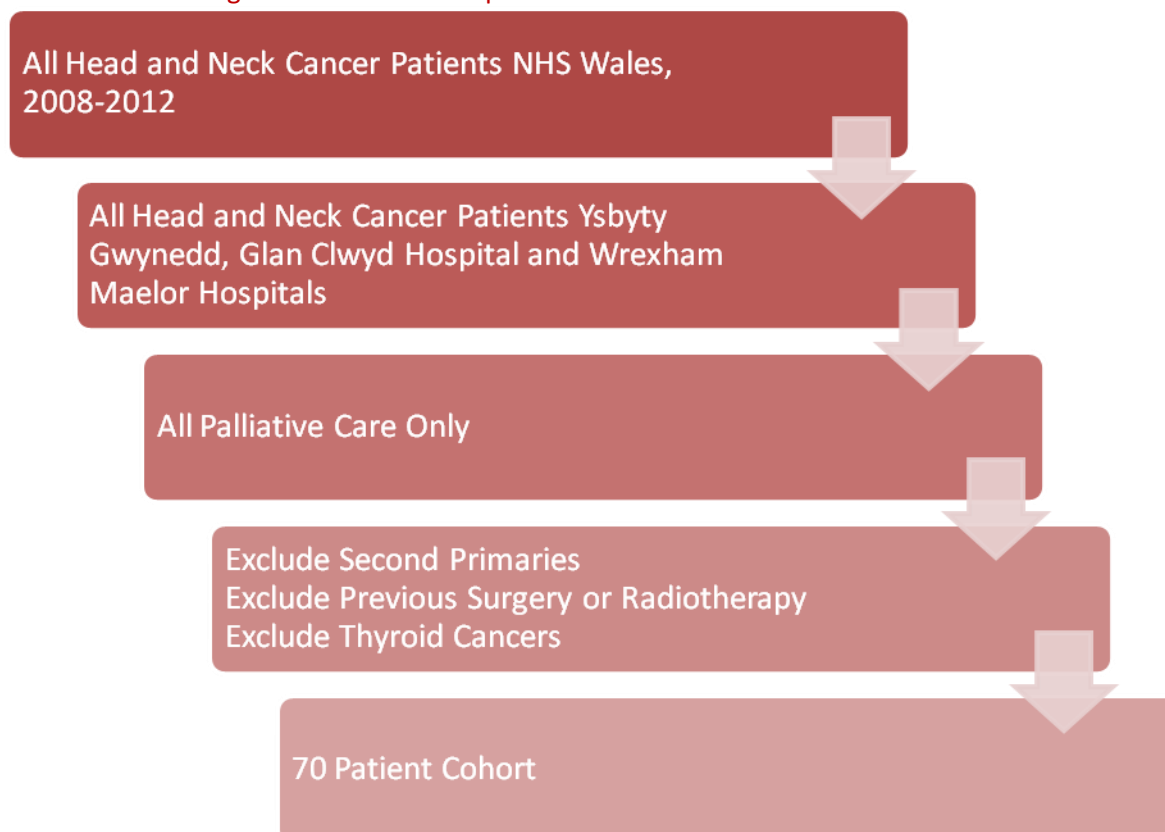 All Head and Neck Cancer Patients NHS Wales,
2008-2012
All Head and Neck Cancer Patients Ysbyty
Gwynedd, Glan Clwyd Hospital and Wrexham
Maelor Hospitals
All Palliative Care Only
Exclude Second Primaries
Exclude Previous Surgery or Radiotherapy
Exclude Thyroid Cancers
70 Patient Cohort